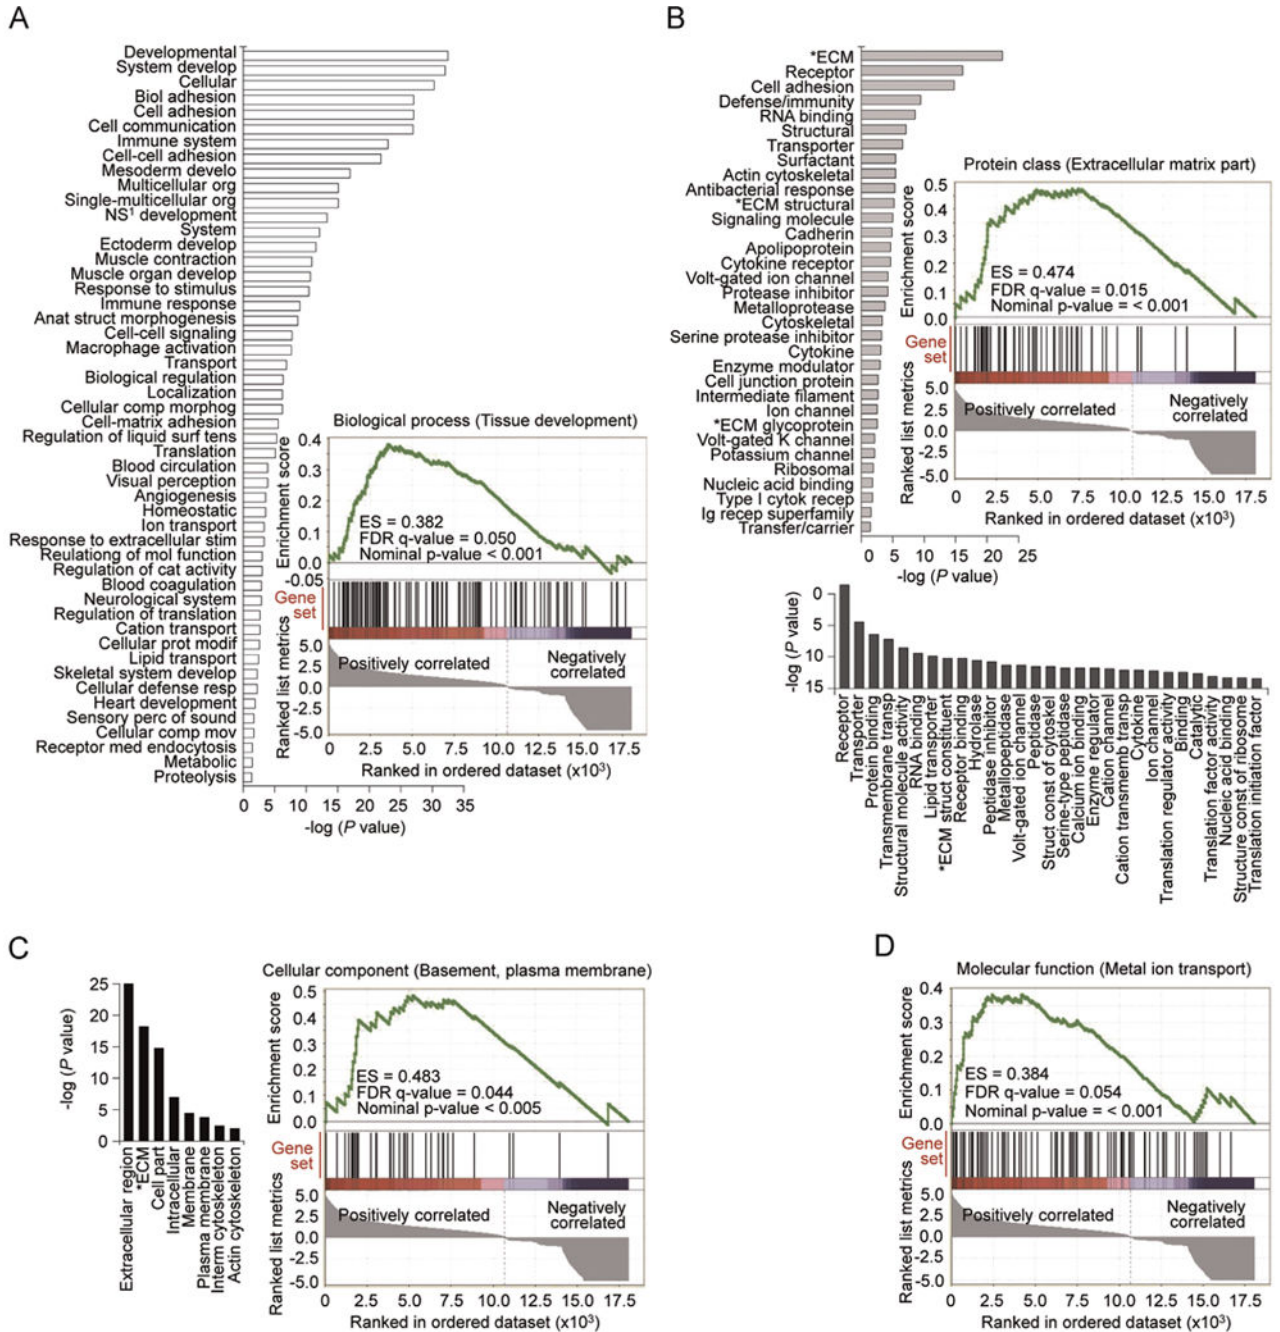 A
Developmental
System develop
Cellular
Biol adhesion
Cell adhesion
Cell communication
Immune system
Cell-cell adhesion
Mesoderm develo
Multicellular org
Single-multicellular org
NS¹ development
System
Ectoderm develop
Muscle contraction
Muscle organ develop
Response to stimulus
Immune response
Anat struct morphogenesis
Cell-cell signaling
Macrophage activation
Transport
Biological regulation
Localization
Cellular comp morphog
Cell-matrix adhesion
Regulation of liquid surf tens
Translation
Blood circulation
Visual perception
Angiogenesis
Homeostatic
Ion transport
Response to extracellular stim
Reulationg of mol function
Regulation of cat activity
Blood coagulation
Neurological system
Regulation of translation
Cation transport
Cellular prot modif
Lipid transport
Skeletal system develop
Cellular defense resp
Heart development
Sensory perc of sound
Cellular comp mov
Receptor med endocytosis
Metabolic
Proteolysis
0 5 10 15 20 25 30 35
-log (P value)
Biological process (Tissue development)
Enrichment score
0.4
0.3
0.2
0.1
0.0
-0.05
ES = 0.382
FDR q-value = 0.050
Nominal p-value < 0.001
Gene
set
Ranked list metrics
5.0
2.5
0.0
-2.5
-5.0
Positively correlated
Negatively
correlated
0 2.5 5.0 7.5 10.0 12.5 15.0 17.5
Ranked in ordered dataset (x10³)
B
*ECM
Receptor
Cell adhesion
Defense/immunity
RNA binding
Structural
Transporter
Surfactant
Actin cytoskeletal
Antibacterial response
*ECM structural
Signaling molecule
Cadherin
Apolipoprotein
Cytokine receptor
Volt-gated ion channel
Protease inhibitor
Metalloprotease
Cytoskeletal
Serine protease inhibitor
Cytokine
Enzyme modulator
Cell junction protein
Intermediate filament
Ion channel
*ECM glycoprotein
Volt-gated K channel
Potassium channel
Ribosomal
Nucleic acid binding
Type I cytok recep
Ig recep superfamily
Transfer/carrier
0 5 10 15 20 25
-log (P value)
Protein class (Extracellular matrix part)
Enrichment score
0.5
0.4
0.3
0.2
0.1
0.0
ES = 0.474
FDR q-value = 0.015
Nominal p-value = < 0.001
Gene
set
Ranked list metrics
5.0
2.5
0.0
-2.5
-5.0
Positively correlated
Negatively
correlated
0 2.5 5.0 7.5 10.0 12.5 15.0 17.5
Ranked in ordered dataset (x10³)
-log (P value)
0
5
10
15
Receptor
Transporter
Protein binding
Transmembrane transp
Structural molecule activity
RNA binding
Lipid transporter
*ECM struct constituent
Receptor binding
Hydrolase
Peptidase inhibitor
Metallopeptidase
Volt-gated ion channel
Peptidase
Struct const of cytoskel
Serine-type peptidase
Calcium ion binding
Enzyme regulator
Cation channel
Cation transmemb transp
Cytokine
Ion channel
Translation regulator activity
Binding
Catalytic
Translation factor activity
Nucleic acid binding
Structure const of ribosome
Translation initiation factor
C
-log (P value)
25
20
15
10
5
0
Extracellular region
*ECM
Cell part
Intracellular
Membrane
Plasma membrane
Interm cytoskeleton
Actin cytoskeleton
Cellular component (Basement, plasma membrane)
Enrichment score
0.5
0.4
0.3
0.2
0.1
0.0
ES = 0.483
FDR q-value = 0.044
Nominal p-value < 0.005
Gene
set
Ranked list metrics
5.0
2.5
0.0
-2.5
-5.0
Positively correlated
Negatively
correlated
0 2.5 5.0 7.5 10.0 12.5 15.0 17.5
Ranked in ordered dataset (x10³)
D
Molecular function (Metal ion transport)
Enrichment score
0.4
0.3
0.2
0.1
0.0
ES = 0.384
FDR q-value = 0.054
Nominal p-value = < 0.001
Gene
set
Ranked list metrics
5.0
2.5
0.0
-2.5
-5.0
Positively correlated
Negatively
correlated
0 2.5 5.0 7.5 10.0 12.5 15.0 17.5
Ranked in ordered dataset (x10³)